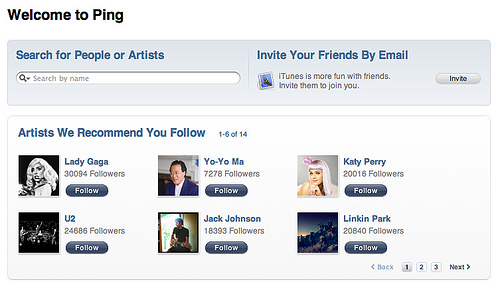 Welcome to Ping
Search for People or Artists
Search by name
Invite Your Friends By Email
iTunes is more fun with friends.
Invite them to join you.
Invite
Artists We Recommend You Follow 1-6 of 14
Lady Gaga
30094 Followers
Follow
Yo-Yo Ma
7278 Followers
Follow
Katy Perry
20016 Followers
Follow
U2
24686 Followers
Follow
Jack Johnson
18393 Followers
Follow
Linkin Park
20840 Followers
Follow
< Back 1 2 3 Next >